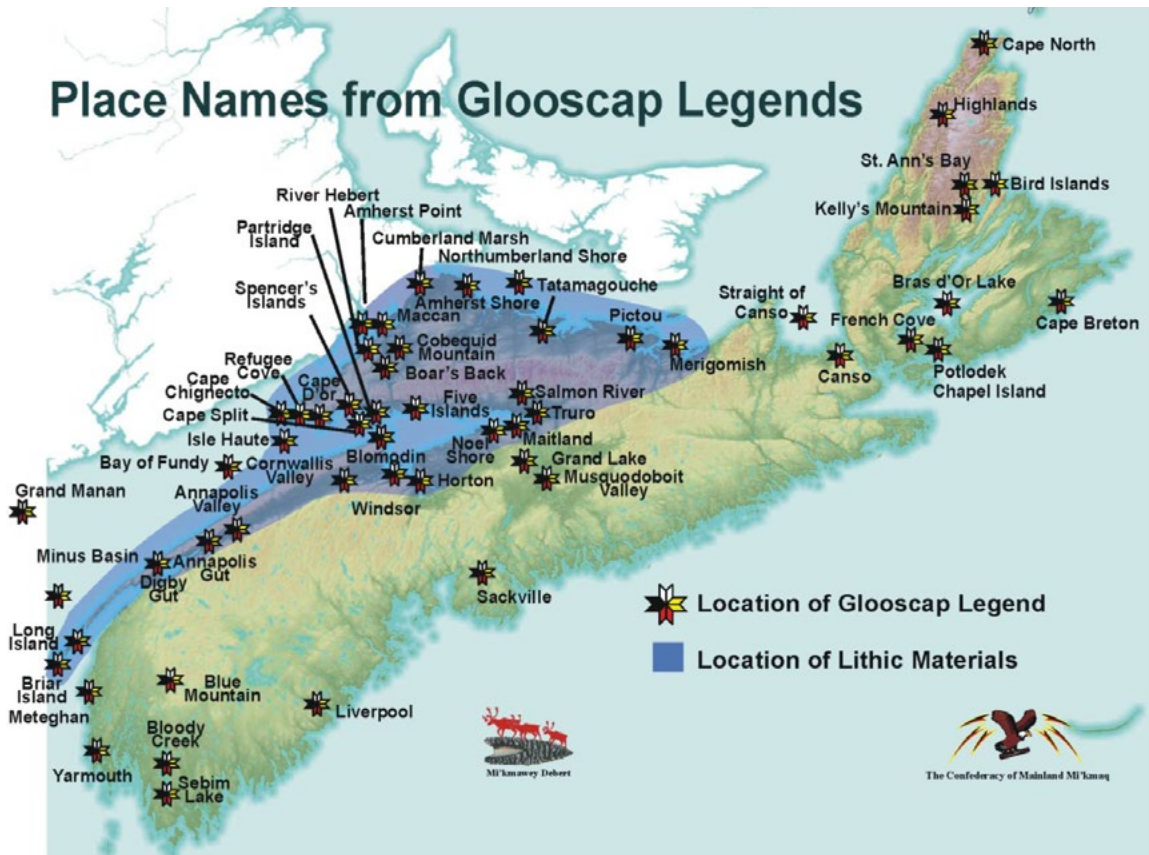 Place Names from Glooscap Legends
Cape North
Highlands
St. Ann's Bay
Bird Islands
Kelly's Mountain
River Hebert
Amherst Point
Partridge
Island
Cumberland Marsh
Northumberland Shore
Spencer's
Islands
Amherst Shore
Tatamagouche
Bras d'Or Lake
Straight of
Canso
Cape Breton
Maccan
Pictou
French Cove
Cobequid
Mountain
Merigomish
Refugee
Cove
Boar's Back
Canso
Potlodek
Chapel Island
Cape
Chignecto
Cape
D'or
Salmon River
Five
Islands
Cape Split
Truro
Isle Haute
Noel
Shore
Maitland
Bay of Fundy
Cornwallis
Valley
Blomodin
Grand Lake
Grand Manan
Annapolis
Valley
Horton
Musquodoboit
Valley
Windsor
Minus Basin
Annapolis
Gut
Digby
Gut
Sackville
Location of Glooscap Legend
Long
Island
Location of Lithic Materials
Briar
Island
Blue
Mountain
Meteghan
Liverpool
Bloody
Creek
Yarmouth
Sebim
Lake
Mi'kmawey Debert
The Confederacy of Mainland Mi'kmaq